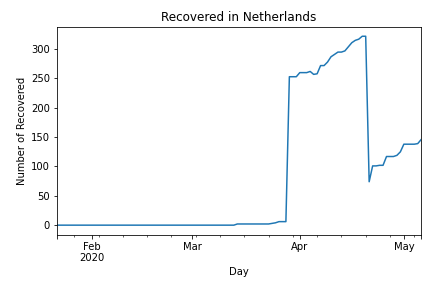 Recovered in Netherlands
Number of Recovered
300
250
200
150
100
50
0
Feb
2020
Mar
Apr
May
Day